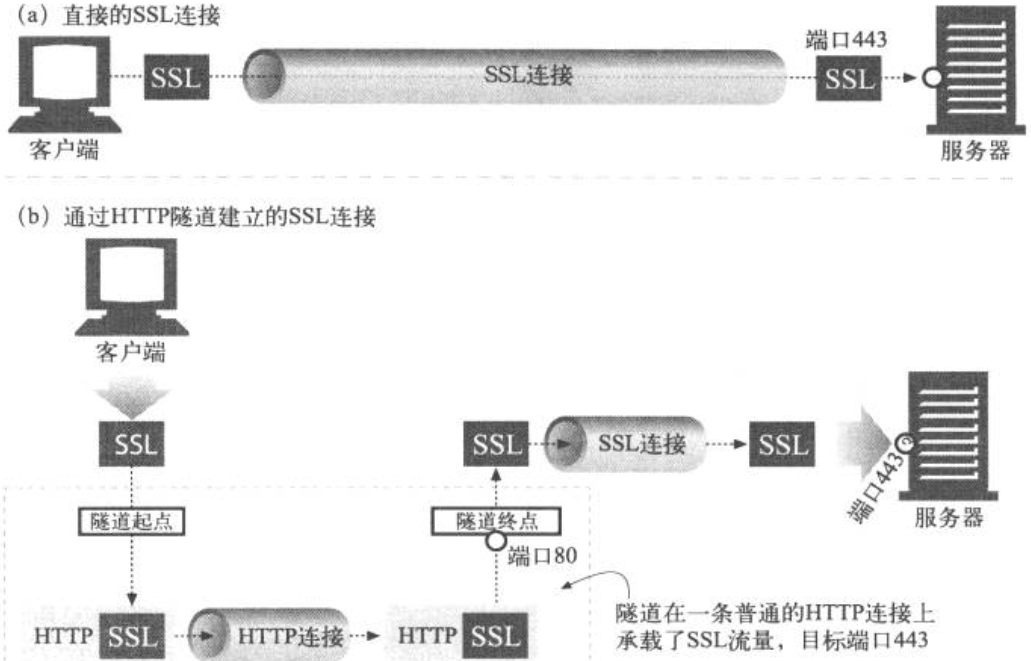 (a) 直接的SSL连接
端口443
SSL
SSL连接
SSL
客户端
服务器
(b) 通过HTTP隧道建立的SSL连接
客户端
SSL
SSL
SSL连接
SSL
端口443
服务器
隧道起点
隧道终点
端口80
HTTP SSL
HTTP连接
HTTP SSL
隧道在一条普通的HTTP连接上
承载了SSL流量，目标端口443